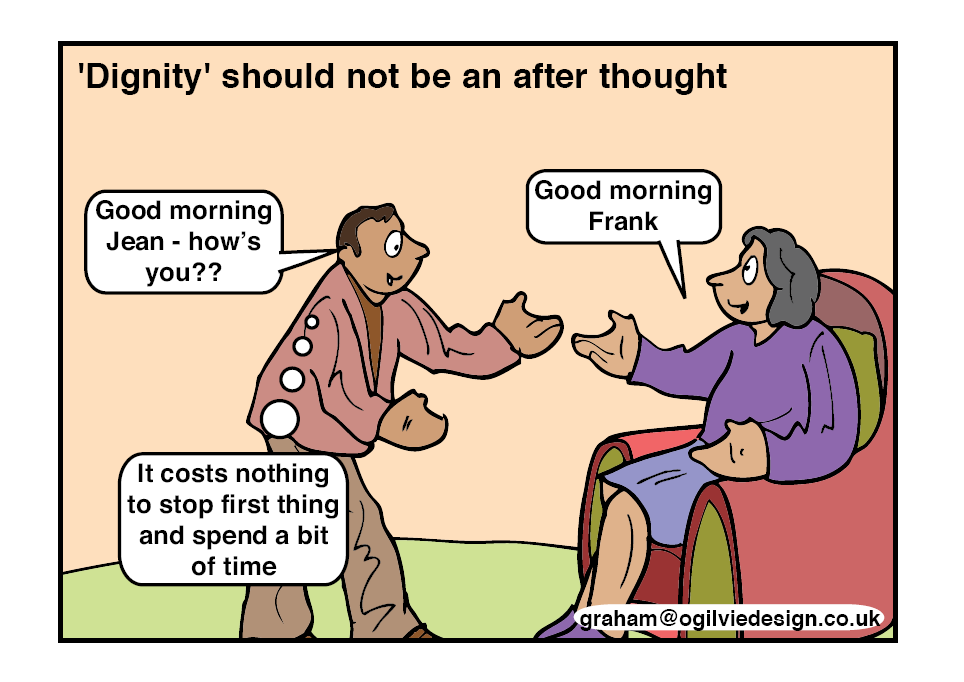 'Dignity' should not be an after thought
Good morning
Jean - how’s
you??
Good morning
Frank
It costs nothing
to stop first thing
and spend a bit
of time
graham@ogilviedesign.co.uk